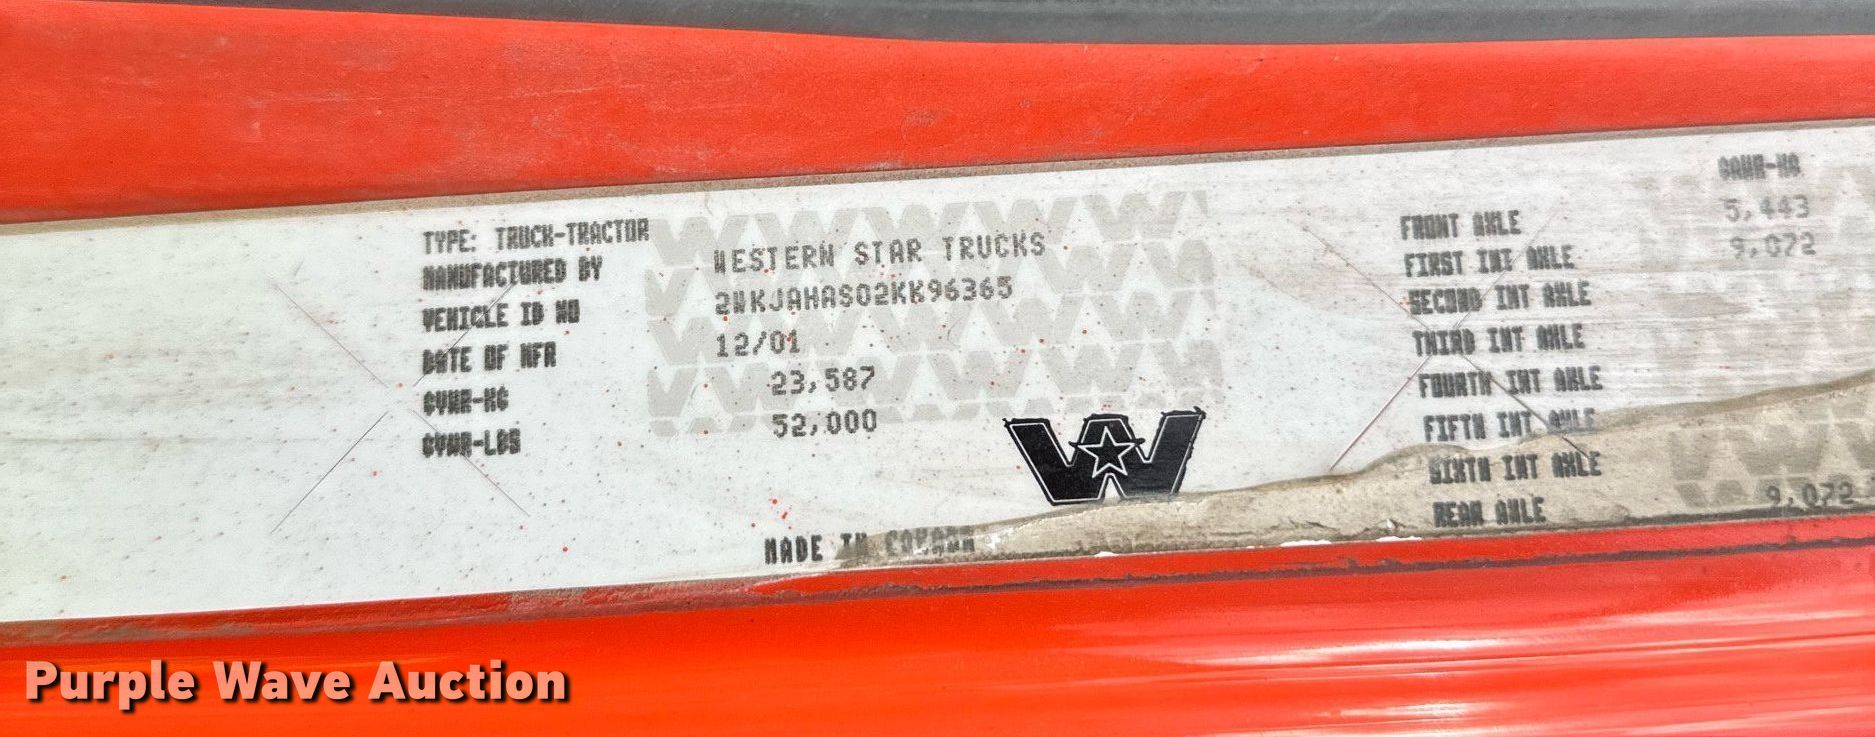 TYPE: TRUCK-TRACTOR
MANUFACTURED BY WESTERN STAR TRUCKS
VEHICLE ID NO 2WKJAHAS02KK96365
DATE OF MFR 12/01
GVWR-KG 23,587
GVWR-LBS 52,000
MADE IN CANADA
GAWR-KG
FRONT AXLE 5,443
FIRST INT AXLE 9,072
SECOND INT AXLE
THIRD INT AXLE
FOURTH INT AXLE
FIFTH INT AXLE
SIXTH INT AXLE
REAR AXLE 9,072
Purple Wave Auction